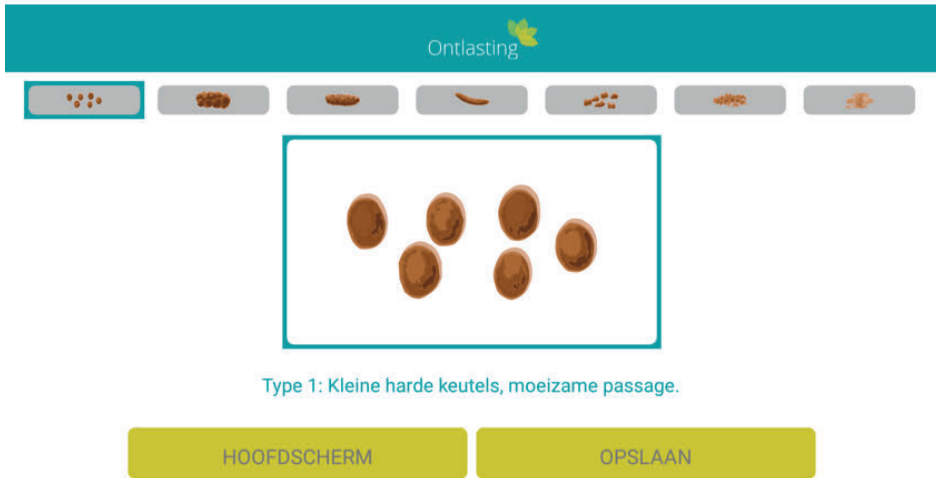 Ontlasting
Type 1: Kleine harde keutels, moeizame passage.
HOOFDSCHERM
OPSLAAN